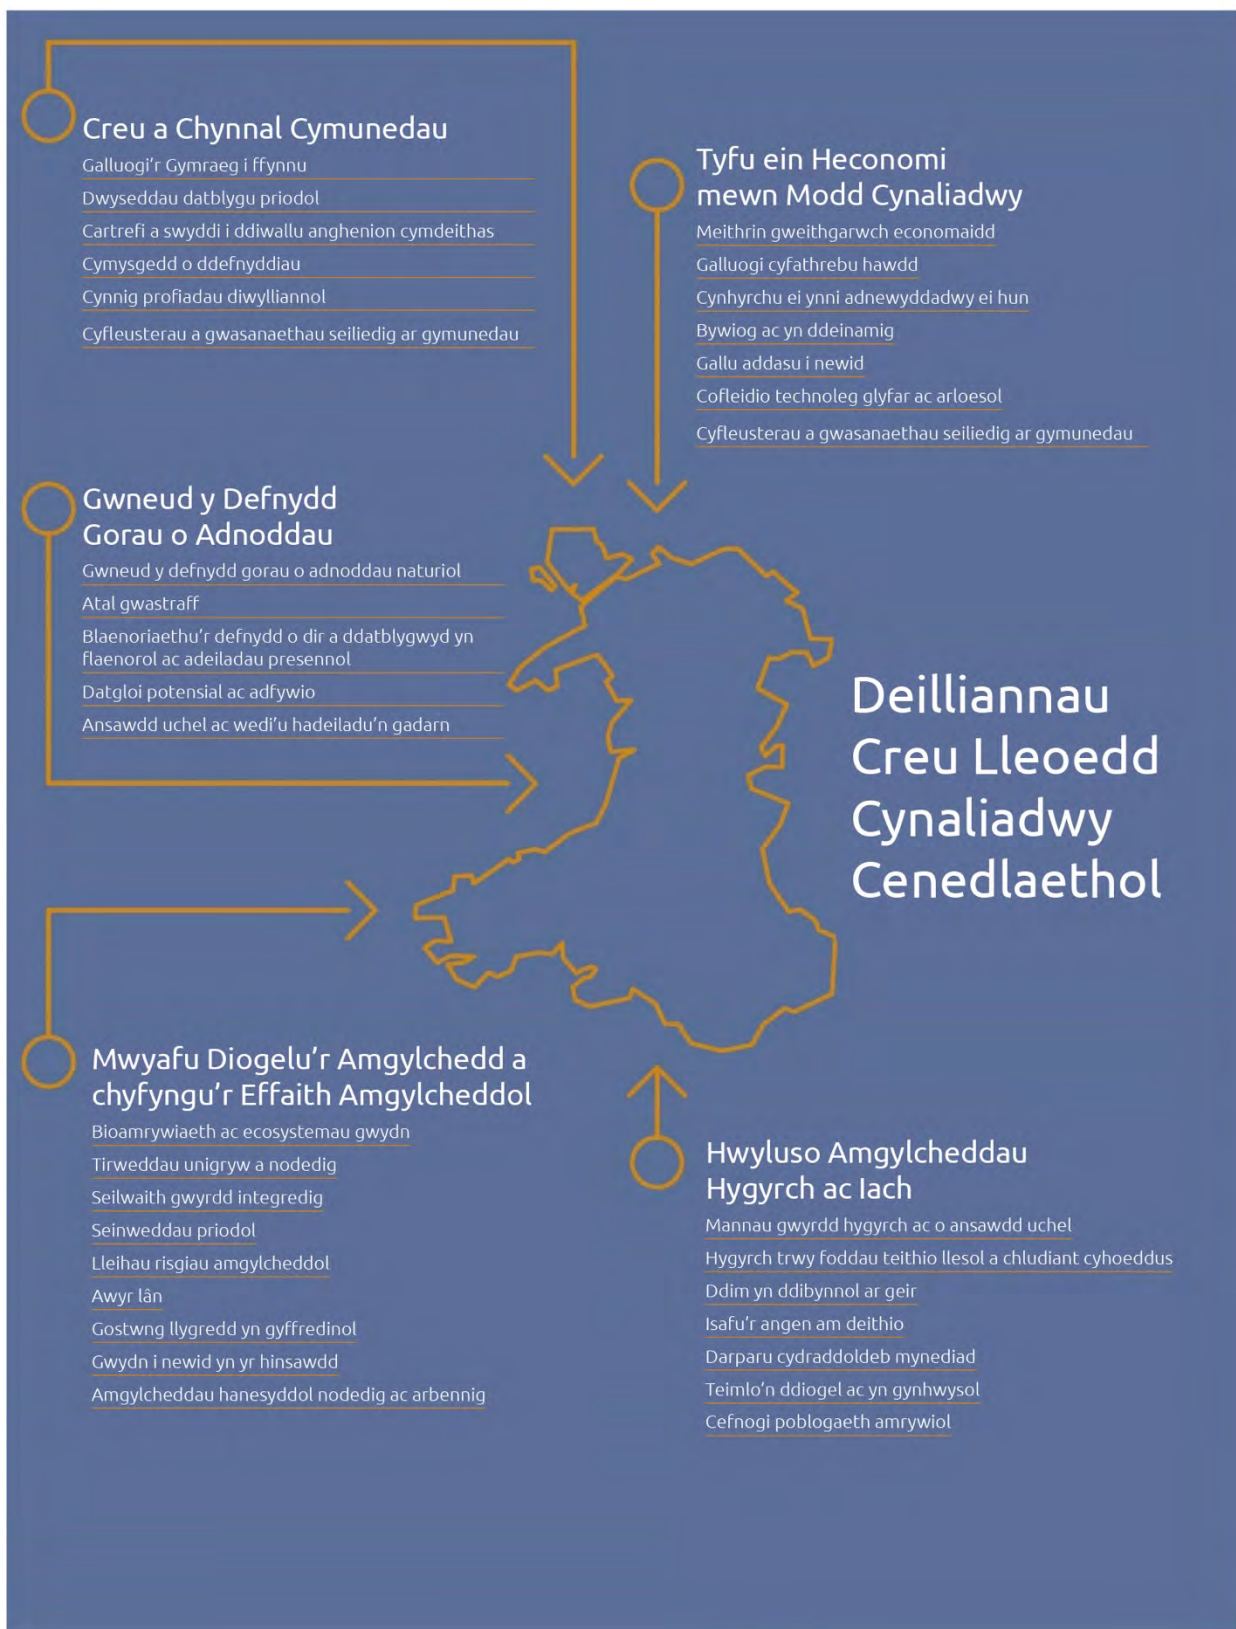 Creu a Chynnal Cymunedau
Galluogi'r Gymraeg i ffynnu
Dwyseddau datblygu priodol
Cartrefi a swyddi i ddiwallu anghenion cymdeithas
Cymysgedd o ddefnyddiau
Cynnig profiadau diwylliannol
Cyfleusterau a gwasanaethau seiliedig ar gymunedau
Tyfu ein Heconomi
mewn Modd Cynaliadwy
Meithrin gweithgarwch economaidd
Galluogi cyfathrebu hawdd
Cynhyrchu ei ynni adnewyddadwy ei hun
Bywiog ac yn ddeinamig
Gallu addasu i newid
Cofleidio technoleg glyfar ac arloesol
Cyfleusterau a gwasanaethau seiliedig ar gymunedau
Gwneud y Defnydd
Gorau o Adnoddau
Gwneud y defnydd gorau o adnoddau naturiol
Atal gwastraff
Blaenoriaethu'r defnydd o dir a ddatblygwyd yn
flaenorol ac adeiladau presennol
Datgloi potensial ac adfywio
Ansawdd uchel ac wedi'u hadeiladu'n gadarn
Deilliannau
Creu Lleoedd
Cynaliadwy
Cenedlaethol
Mwyafu Diogelu'r Amgylchedd a
chyfyngu'r Effaith Amgylcheddol
Bioamrywiaeth ac ecosystemau gwydn
Tirweddau unigryw a nodedig
Seilwaith gwyrdd integredig
Seinweddau priodol
Lleihau risgiau amgylcheddol
Awyr lân
Gostwng llygredd yn gyffredinol
Gwydn i newid yn yr hinsawdd
Amgylcheddau hanesyddol nodedig ac arbennig
Hwyluso Amgylcheddau
Hygyrch ac Iach
Mannau gwyrdd hygyrch ac o ansawdd uchel
Hygyrch trwy foddau teithio llesol a chludiant cyhoeddus
Ddim yn ddibynnol ar geir
Isafu'r angen am deithio
Darparu cydraddoldeb mynediad
Teimlo'n ddiogel ac yn gynhwysol
Cefnogi poblogaeth amrywiol